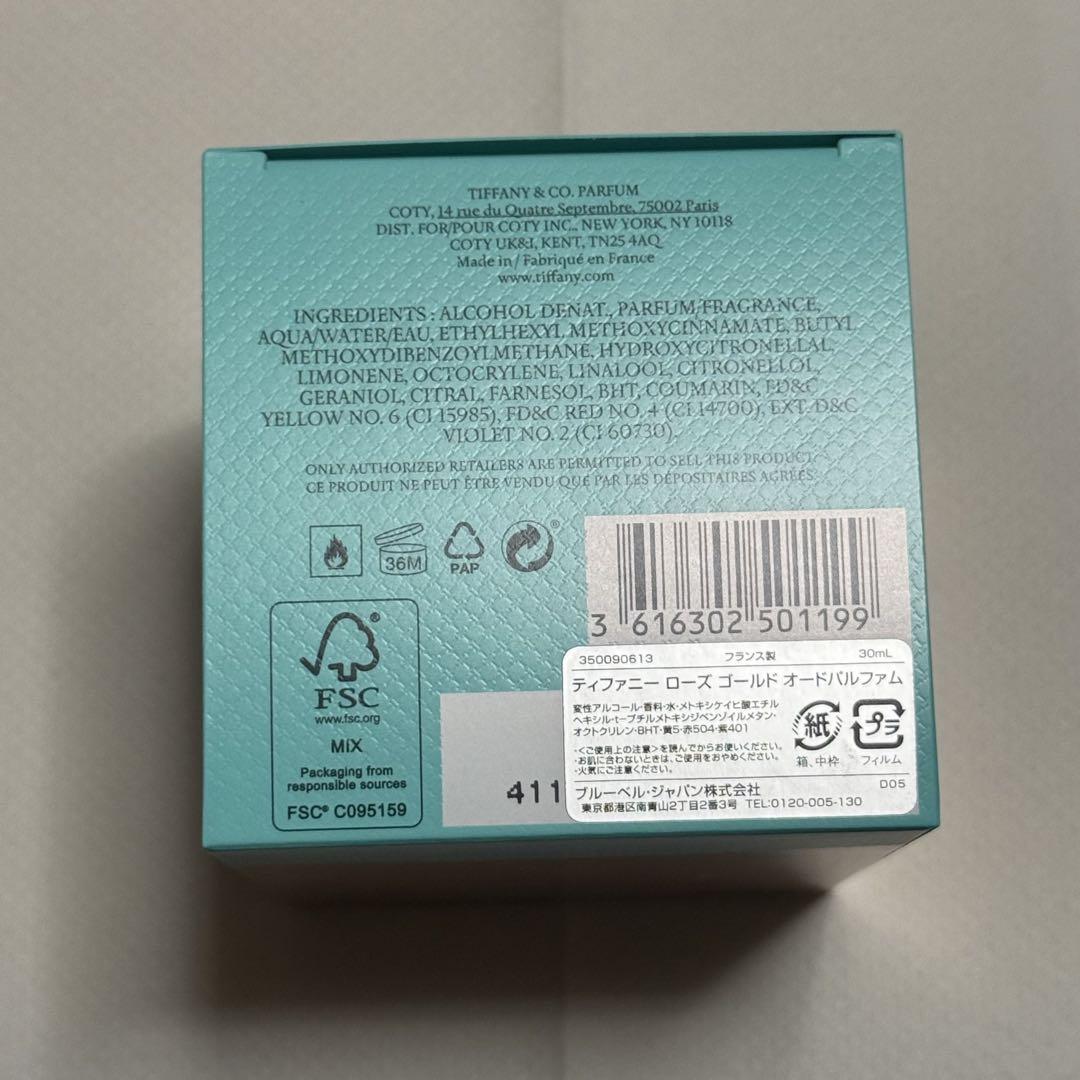 TIFFANY & CO. PARFUM
COTY, 14 rue du Quatre Septembre, 75002 Paris
DIST. FOR/POUR COTY INC., NEW YORK, NY 10118
COTY UK&I, KENT, TN25 4AQ
Made in / Fabriqué en France
www.tiffany.com
INGREDIENTS : ALCOHOL DENAT., PARFUM/FRAGRANCE,
AQUA/WATER/EAU, ETHYLHEXYL METHOXYCINNAMATE, BUTYL
METHOXYDIBENZOYLMETHANE, HYDROXYCITRONELLAL,
LIMONENE, OCTOCRYLENE, LINALOOL, CITRONELLOL,
GERANIOL, CITRAL, FARNESOL, BHT, COUMARIN, FD&C
YELLOW NO. 6 (CI 15985), FD&C RED NO. 4 (CI 14700), EXT. D&C
VIOLET NO. 2 (CI 60730).
ONLY AUTHORIZED RETAILERS ARE PERMITTED TO SELL THIS PRODUCT.
CE PRODUIT NE PEUT ÊTRE VENDU QUE PAR LES DÉPOSITAIRES AGRÉÉS.
36M
PAP
®
3 616302 501199
®
FSC
www.fsc.org
MIX
Packaging from
responsible sources
FSC® C095159
411
350090613 フランス製 30mL
ティファニー ローズ ゴールド オードパルファム
変性アルコール・香料・水・メトキシケイヒ酸エチル
ヘキシル・t-ブチルメトキシジベンゾイルメタン・
オクトクリレン・BHT・黄5・赤504・紫401
・<ご使用上の注意>を読んでからお使いください。
・お肌に合わないときは、ご使用をおやめください。
・火気にご注意ください。
紙
箱、中枠
プラ
フィルム
ブルーベル・ジャパン株式会社 D05
東京都港区南青山2丁目2番3号 TEL:0120-005-130